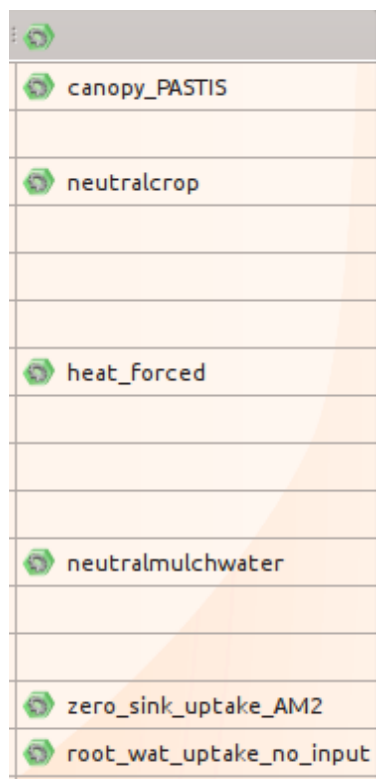 canopy_PASTIS
neutralcrop
heat_forced
neutralmulchwater
zero_sink_uptake_AM2
root_wat_uptake_no_input